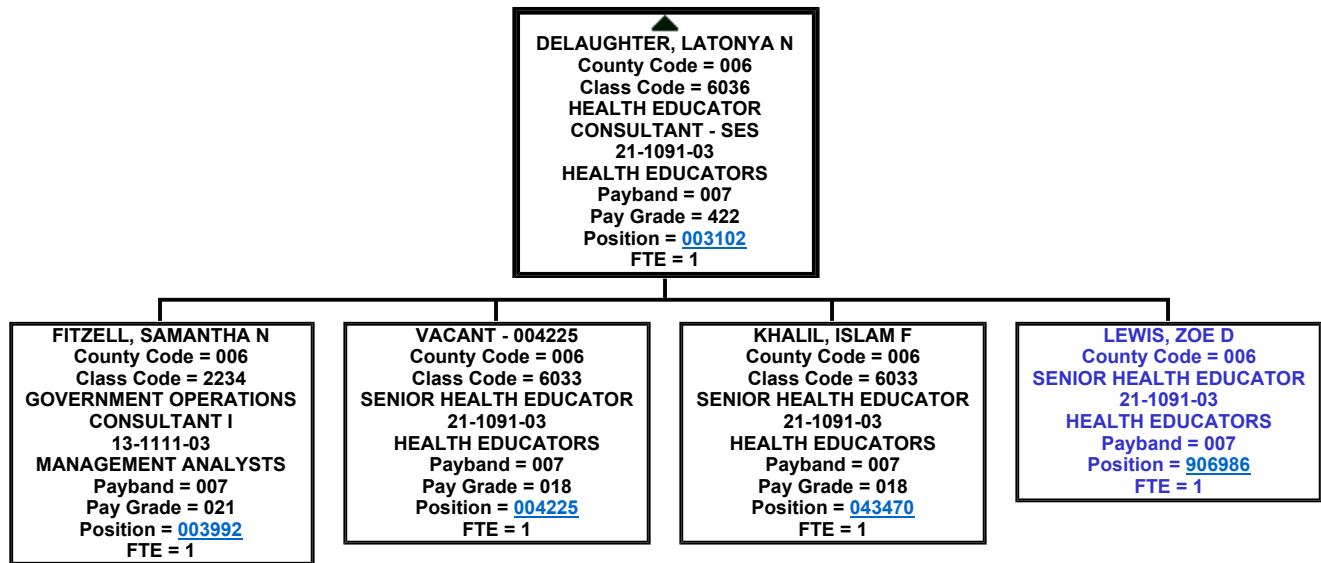 DELAUGHTER, LATONYA N
County Code = 006
Class Code = 6036
HEALTH EDUCATOR
CONSULTANT - SES
21-1091-03
HEALTH EDUCATORS
Payband = 007
Pay Grade = 422
Position = 003102
FTE = 1
FITZELL, SAMANTHA N
County Code = 006
Class Code = 2234
GOVERNMENT OPERATIONS
CONSULTANT I
13-1111-03
MANAGEMENT ANALYSTS
Payband = 007
Pay Grade = 021
Position = 003992
FTE = 1
VACANT - 004225
County Code = 006
Class Code = 6033
SENIOR HEALTH EDUCATOR
21-1091-03
HEALTH EDUCATORS
Payband = 007
Pay Grade = 018
Position = 004225
FTE = 1
KHALIL, ISLAM F
County Code = 006
Class Code = 6033
SENIOR HEALTH EDUCATOR
21-1091-03
HEALTH EDUCATORS
Payband = 007
Pay Grade = 018
Position = 043470
FTE = 1
LEWIS, ZOE D
County Code = 006
SENIOR HEALTH EDUCATOR
21-1091-03
HEALTH EDUCATORS
Payband = 007
Position = 906986
FTE = 1